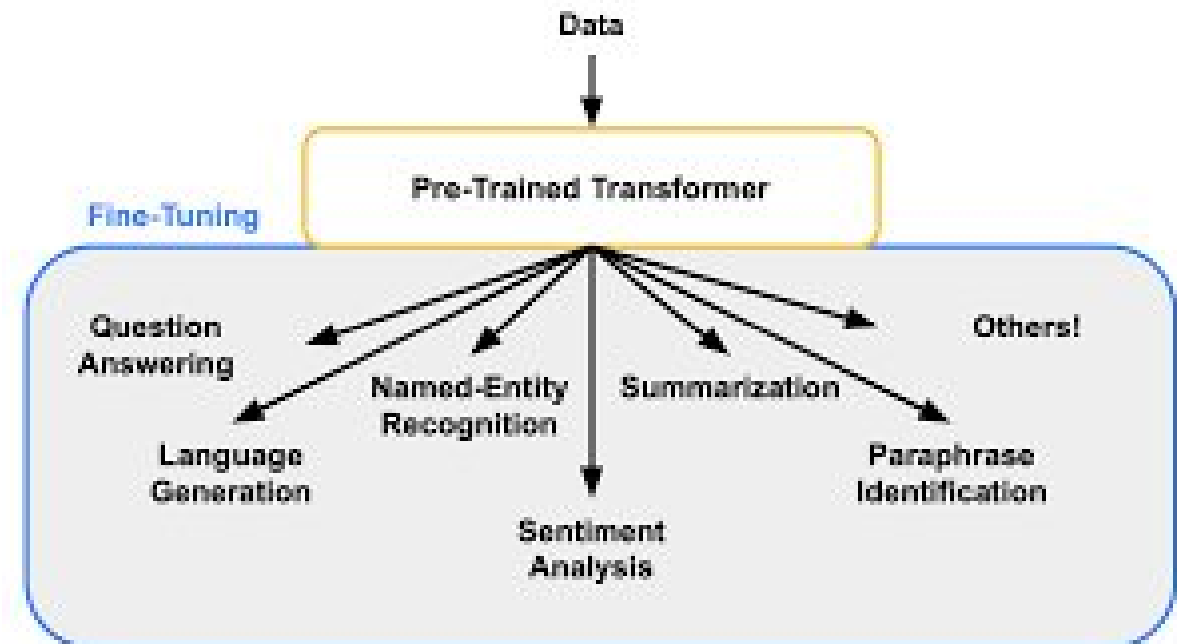 Data
Pre-Trained Transformer
Fine-Tuning
Question
Answering
Others!
Named-Entity
Recognition
Summarization
Language
Generation
Paraphrase
Identification
Sentiment
Analysis